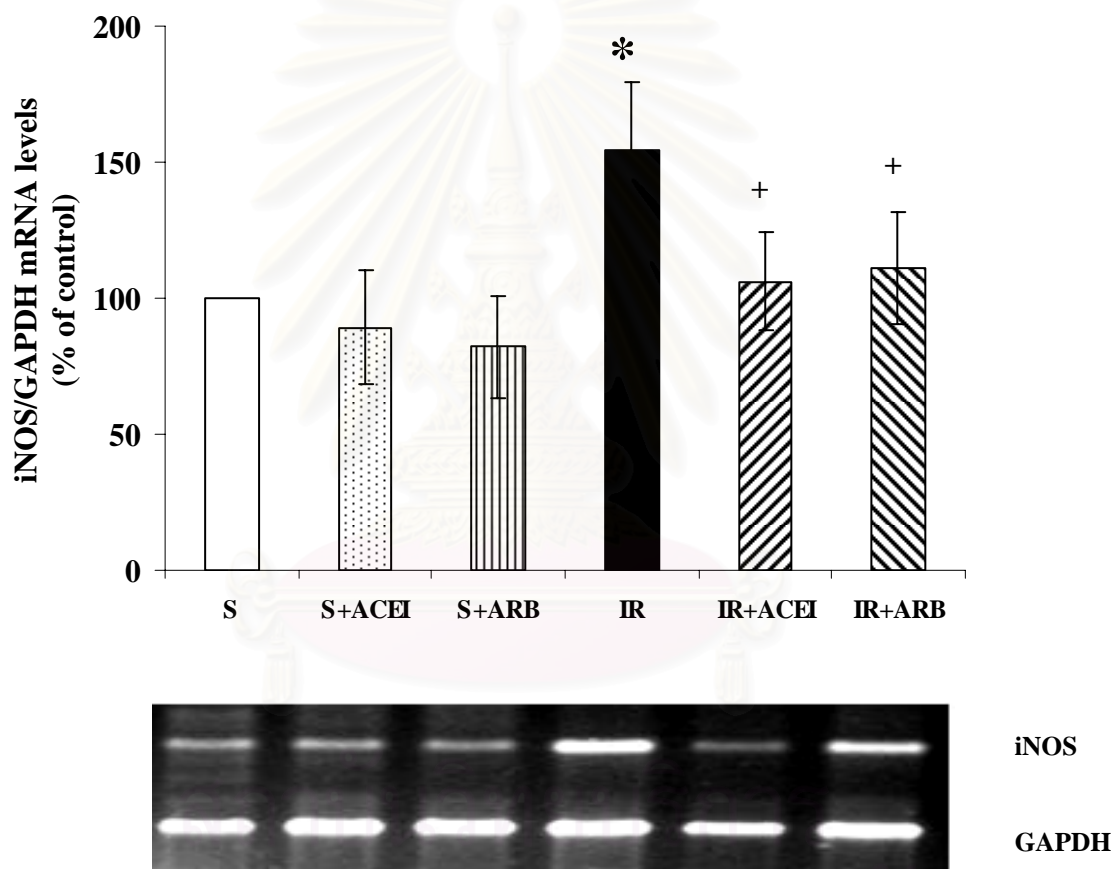 iNOS/GAPDH mRNA levels
(% of control)
200
150
100
50
0
*
+
+
S S+ACEI S+ARB IR IR+ACEI IR+ARB
iNOS
GAPDH